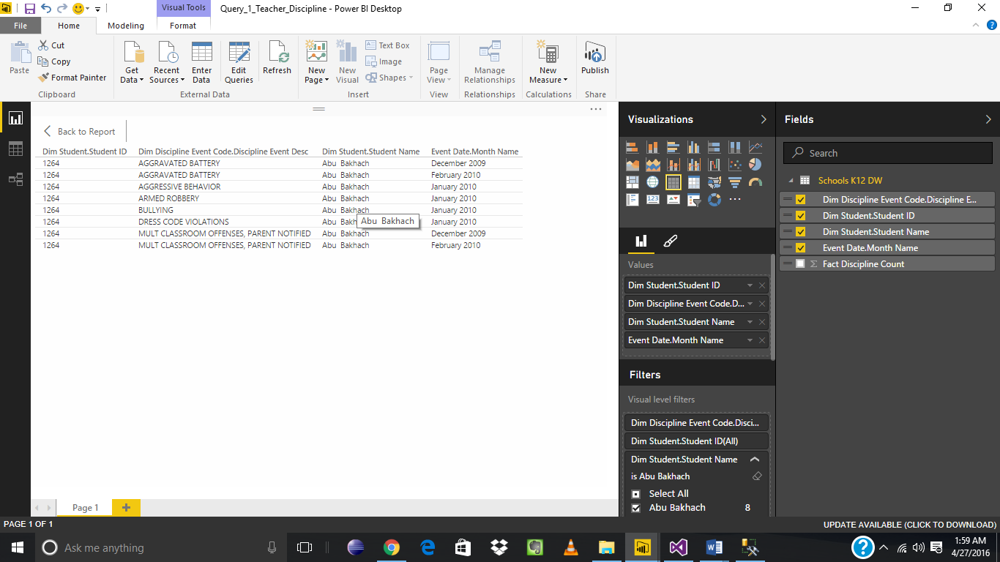 Visual Tools
Query_1_Teacher_Discipline - Power BI Desktop
File
Home
Modeling
Format
Paste
Cut
Copy
Format Painter
Clipboard
Get Data
Recent Sources
Enter Data
Edit Queries
Refresh
External Data
New Page
New Visual
Text Box
Image
Shapes
Insert
Page View
View
Manage Relationships
Relationships
New Measure
Calculations
Publish
Share
Back to Report
Dim Student.Student ID Dim Discipline Event Code.Discipline Event Desc Dim Student.Student Name Event Date.Month Name
1264 AGGRAVATED BATTERY Abu Bakhach December 2009
1264 AGGRAVATED BATTERY Abu Bakhach February 2010
1264 AGGRESSIVE BEHAVIOR Abu Bakhach January 2010
1264 ARMED ROBBERY Abu Bakhach January 2010
1264 BULLYING Abu Bakhach January 2010
1264 DRESS CODE VIOLATIONS Abu Bakh January 2010
Abu Bakhach
1264 MULT CLASSROOM OFFENSES, PARENT NOTIFIED Abu Bakhach December 2009
1264 MULT CLASSROOM OFFENSES, PARENT NOTIFIED Abu Bakhach February 2010
Visualizations
123
Values
Dim Student.Student ID
Dim Discipline Event Code.D...
Dim Student.Student Name
Event Date.Month Name
Filters
Visual level filters
Dim Discipline Event Code.Disci...
Dim Student.Student ID(All)
Dim Student.Student Name
is Abu Bakhach
Select All
Abu Bakhach 8
Fields
Search
Schools K12 DW
Dim Discipline Event Code.Discipline E...
Dim Student.Student ID
Dim Student.Student Name
Event Date.Month Name
Fact Discipline Count
Page 1
PAGE 1 OF 1
UPDATE AVAILABLE (CLICK TO DOWNLOAD)
Ask me anything
1:59 AM
4/27/2016